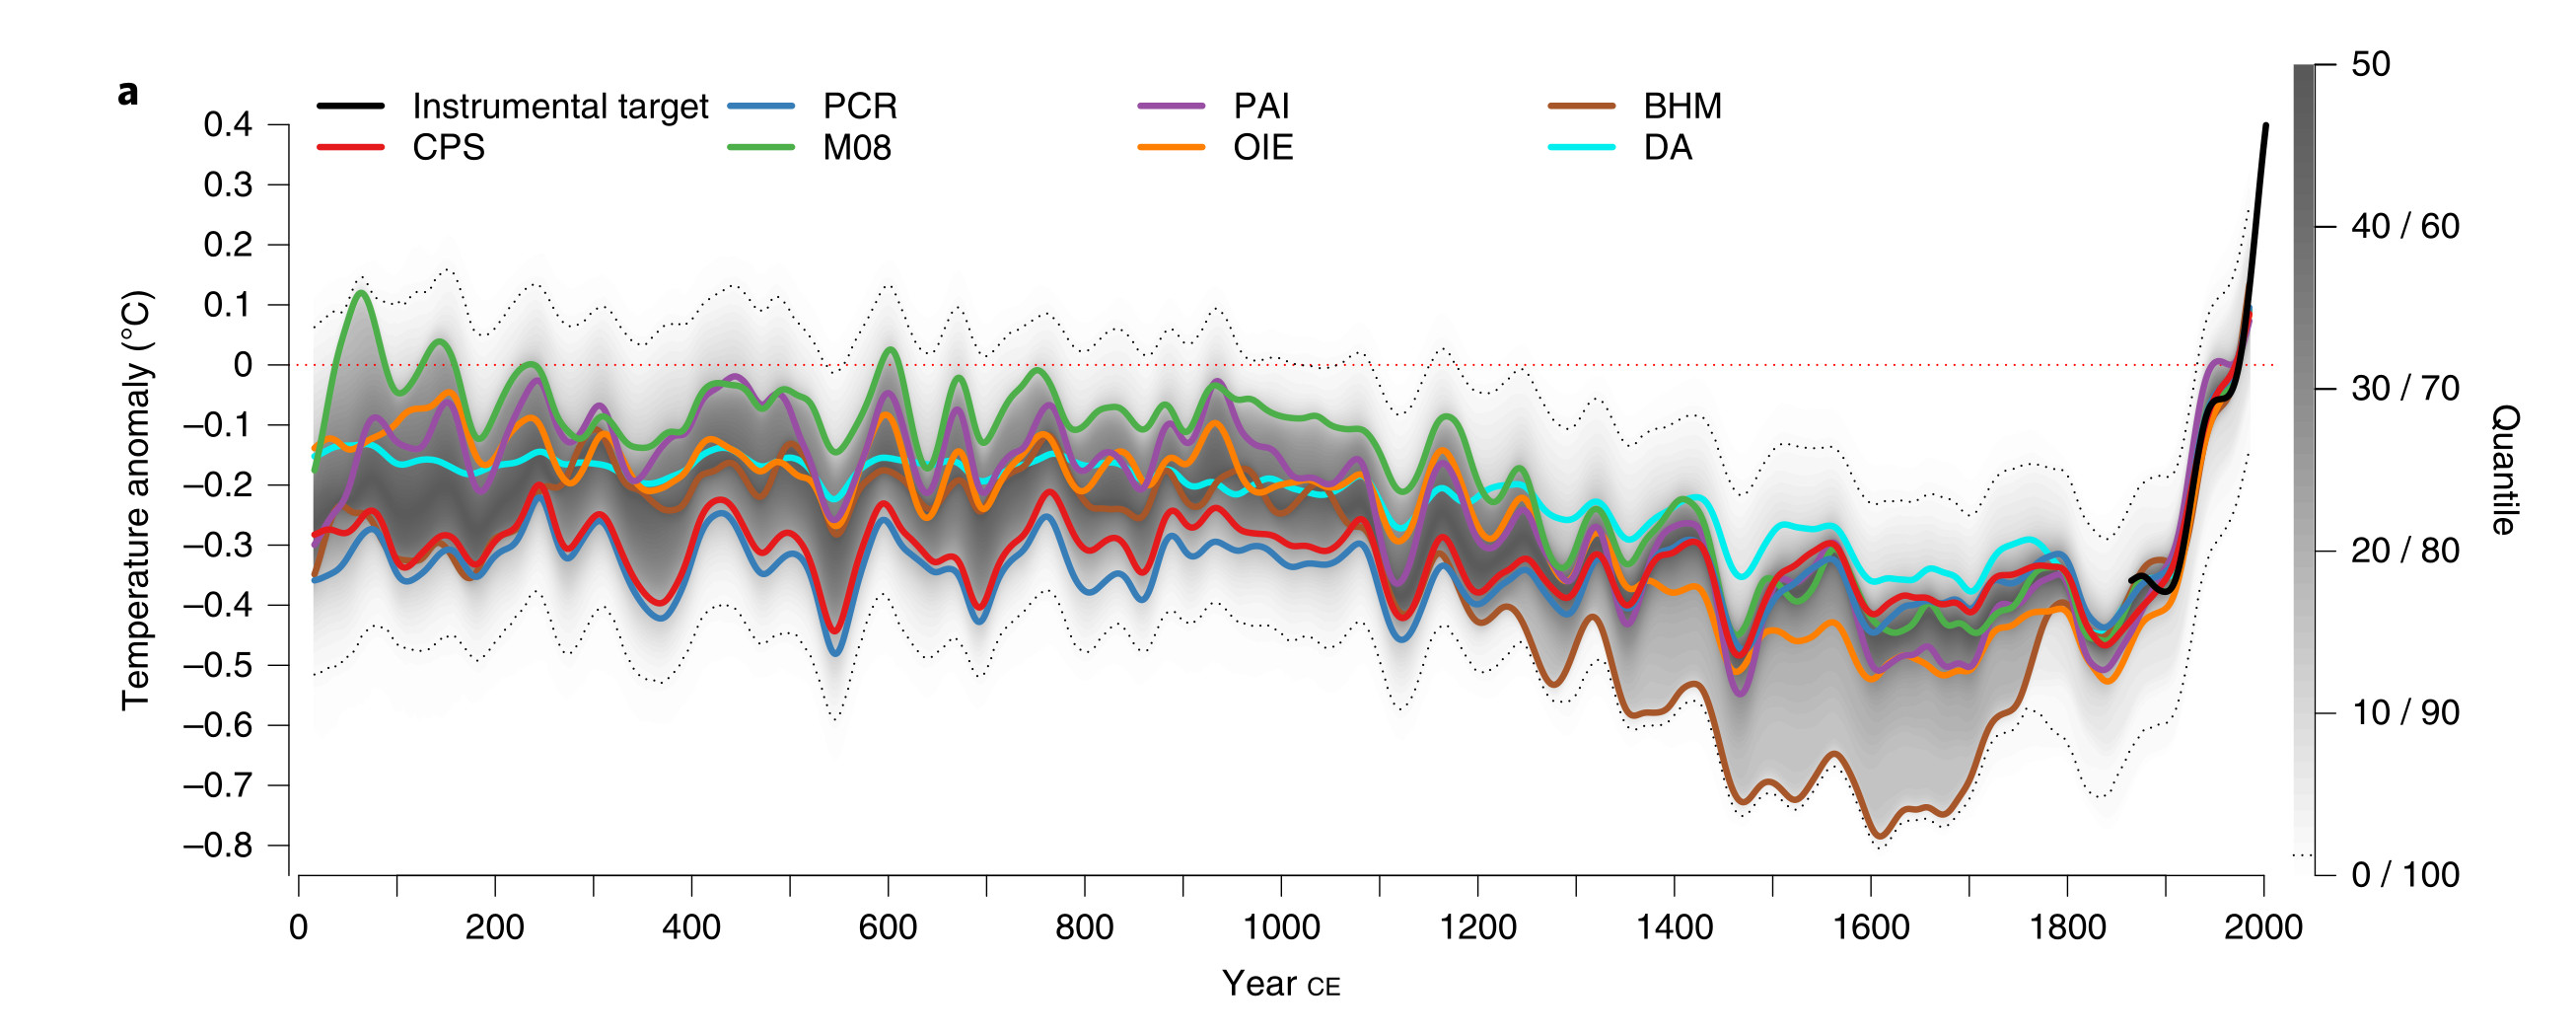 a
Instrumental target PCR PAI BHM
CPS M08 OIE DA
0.4
0.3
0.2
0.1
0
–0.1
–0.2
–0.3
–0.4
–0.5
–0.6
–0.7
–0.8
Temperature anomaly (°C)
0 200 400 600 800 1000 1200 1400 1600 1800 2000
Year CE
50
40 / 60
30 / 70
20 / 80
10 / 90
0 / 100
Quantile